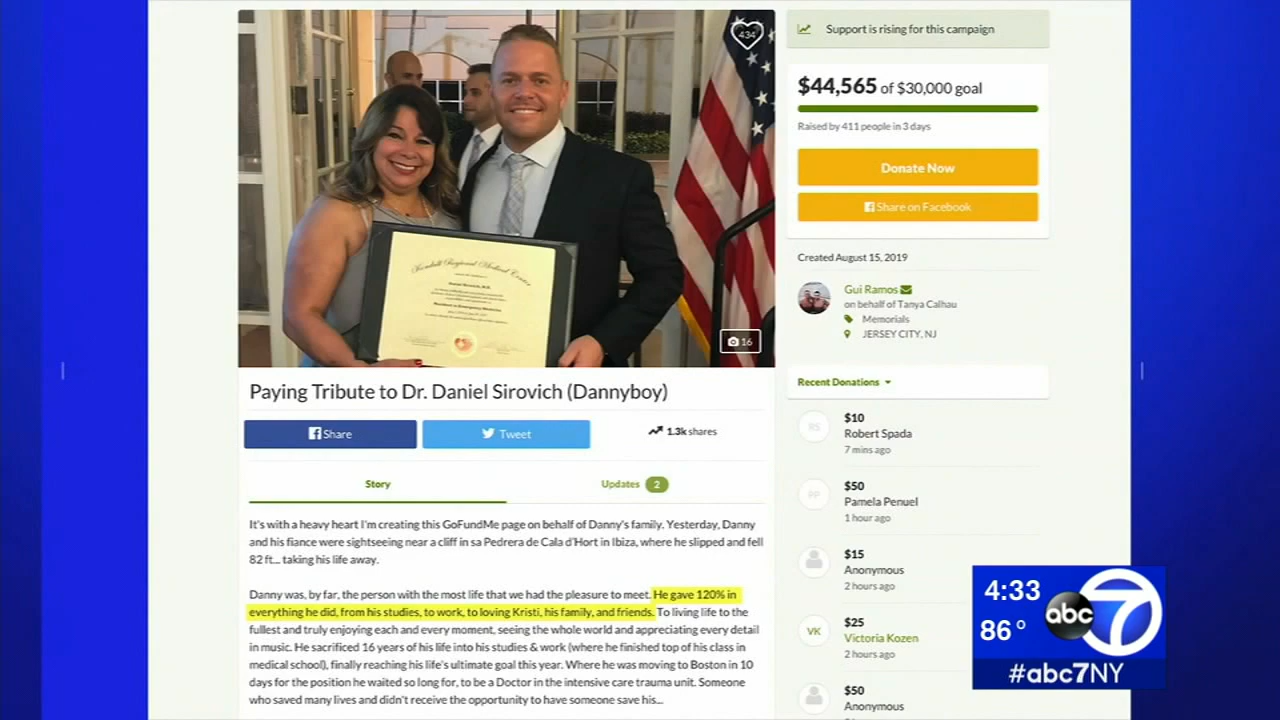 434
Kendall Regional Medical Center
16
Paying Tribute to Dr. Daniel Sirovich (Dannyboy)
Share
Tweet
1.3k shares
Story
Updates 2
It's with a heavy heart I'm creating this GoFundMe page on behalf of Danny's family. Yesterday, Danny
and his fiance were sightseeing near a cliff in sa Pedrera de Cala d'Hort in Ibiza, where he slipped and fell
82 ft... taking his life away.
Danny was, by far, the person with the most life that we had the pleasure to meet. He gave 120% in
everything he did, from his studies, to work, to loving Kristi, his family, and friends. To living life to the
fullest and truly enjoying each and every moment, seeing the whole world and appreciating every detail
in music. He sacrificed 16 years of his life into his studies & work (where he finished top of his class in
medical school), finally reaching his life's ultimate goal this year. Where he was moving to Boston in 10
days for the position he waited so long for, to be a Doctor in the intensive care trauma unit. Someone
who saved many lives and didn't receive the opportunity to have someone save his...
Support is rising for this campaign
$44,565 of $30,000 goal
Raised by 411 people in 3 days
Donate Now
Share on Facebook
Created August 15, 2019
Gui Ramos
on behalf of Tanya Calhau
Memorials
JERSEY CITY, NJ
Recent Donations
RS
$10
Robert Spada
7 mins ago
PP
$50
Pamela Penuel
1 hour ago
$15
Anonymous
2 hours ago
VK
$25
Victoria Kozen
2 hours ago
$50
Anonymous
4:33
86°
abc 7
#abc7NY